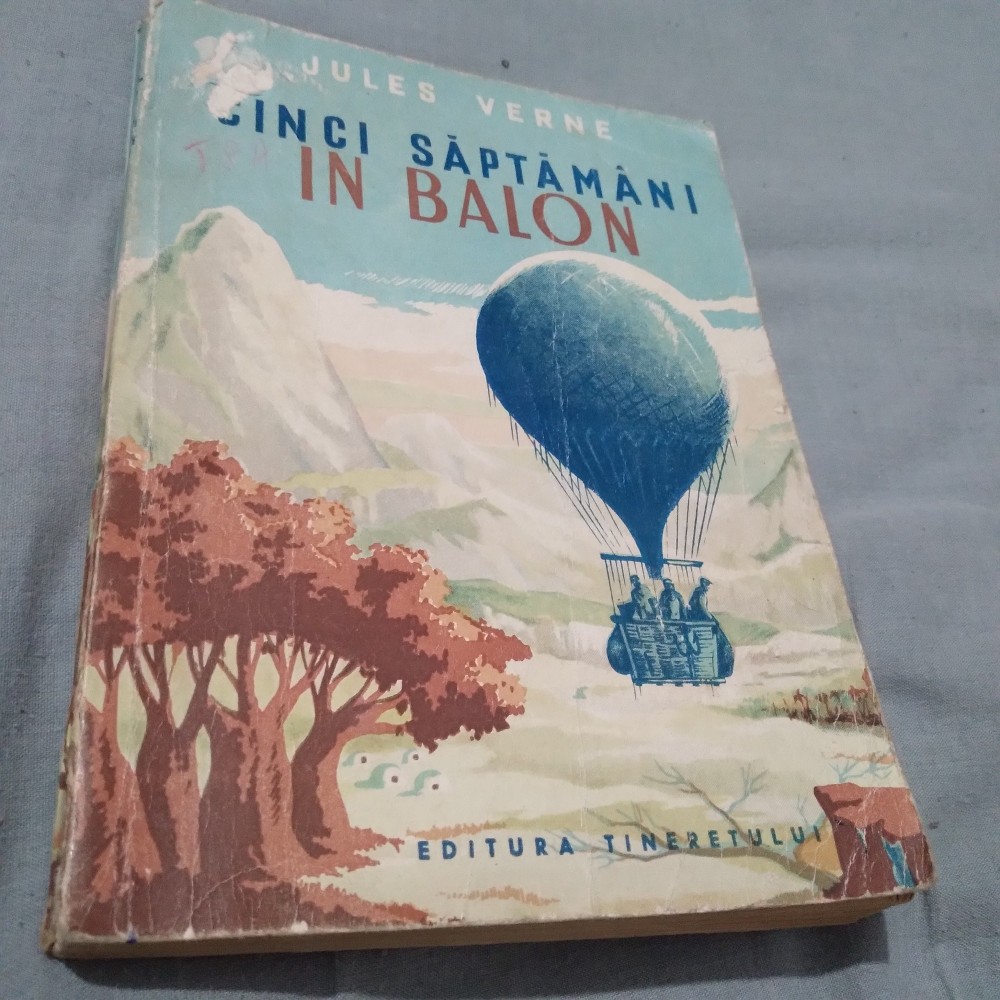 JULES VERNE
CINCI SĂPTĂMÂNI
IN BALON
EDITURA TINERETULUI